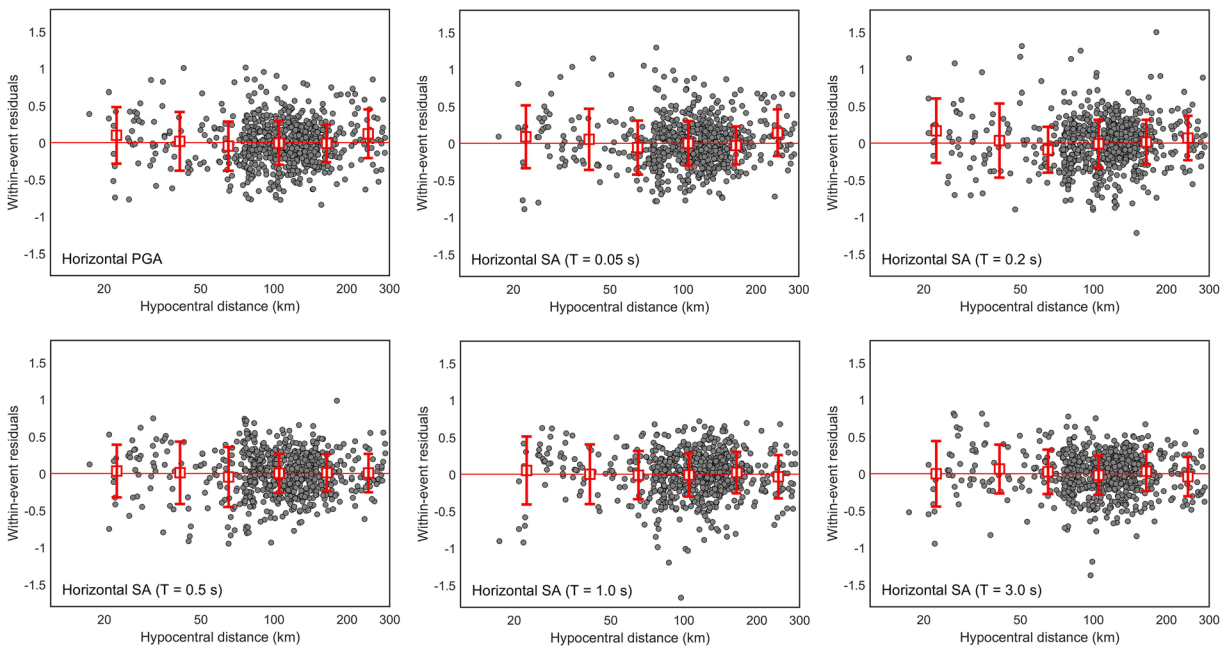 1.5
1
0.5
0
-0.5
-1
-1.5
Within-event residuals
Horizontal PGA
20 50 100 200 300
Hypocentral distance (km)
1.5
1
0.5
0
-0.5
-1
-1.5
Within-event residuals
Horizontal SA (T = 0.05 s)
20 50 100 200 300
Hypocentral distance (km)
1.5
1
0.5
0
-0.5
-1
-1.5
Within-event residuals
Horizontal SA (T = 0.2 s)
20 50 100 200 300
Hypocentral distance (km)
1.5
1
0.5
0
-0.5
-1
-1.5
Within-event residuals
Horizontal SA (T = 0.5 s)
20 50 100 200 300
Hypocentral distance (km)
1.5
1
0.5
0
-0.5
-1
-1.5
Within-event residuals
Horizontal SA (T = 1.0 s)
20 50 100 200 300
Hypocentral distance (km)
1.5
1
0.5
0
-0.5
-1
-1.5
Within-event residuals
Horizontal SA (T = 3.0 s)
20 50 100 200 300
Hypocentral distance (km)